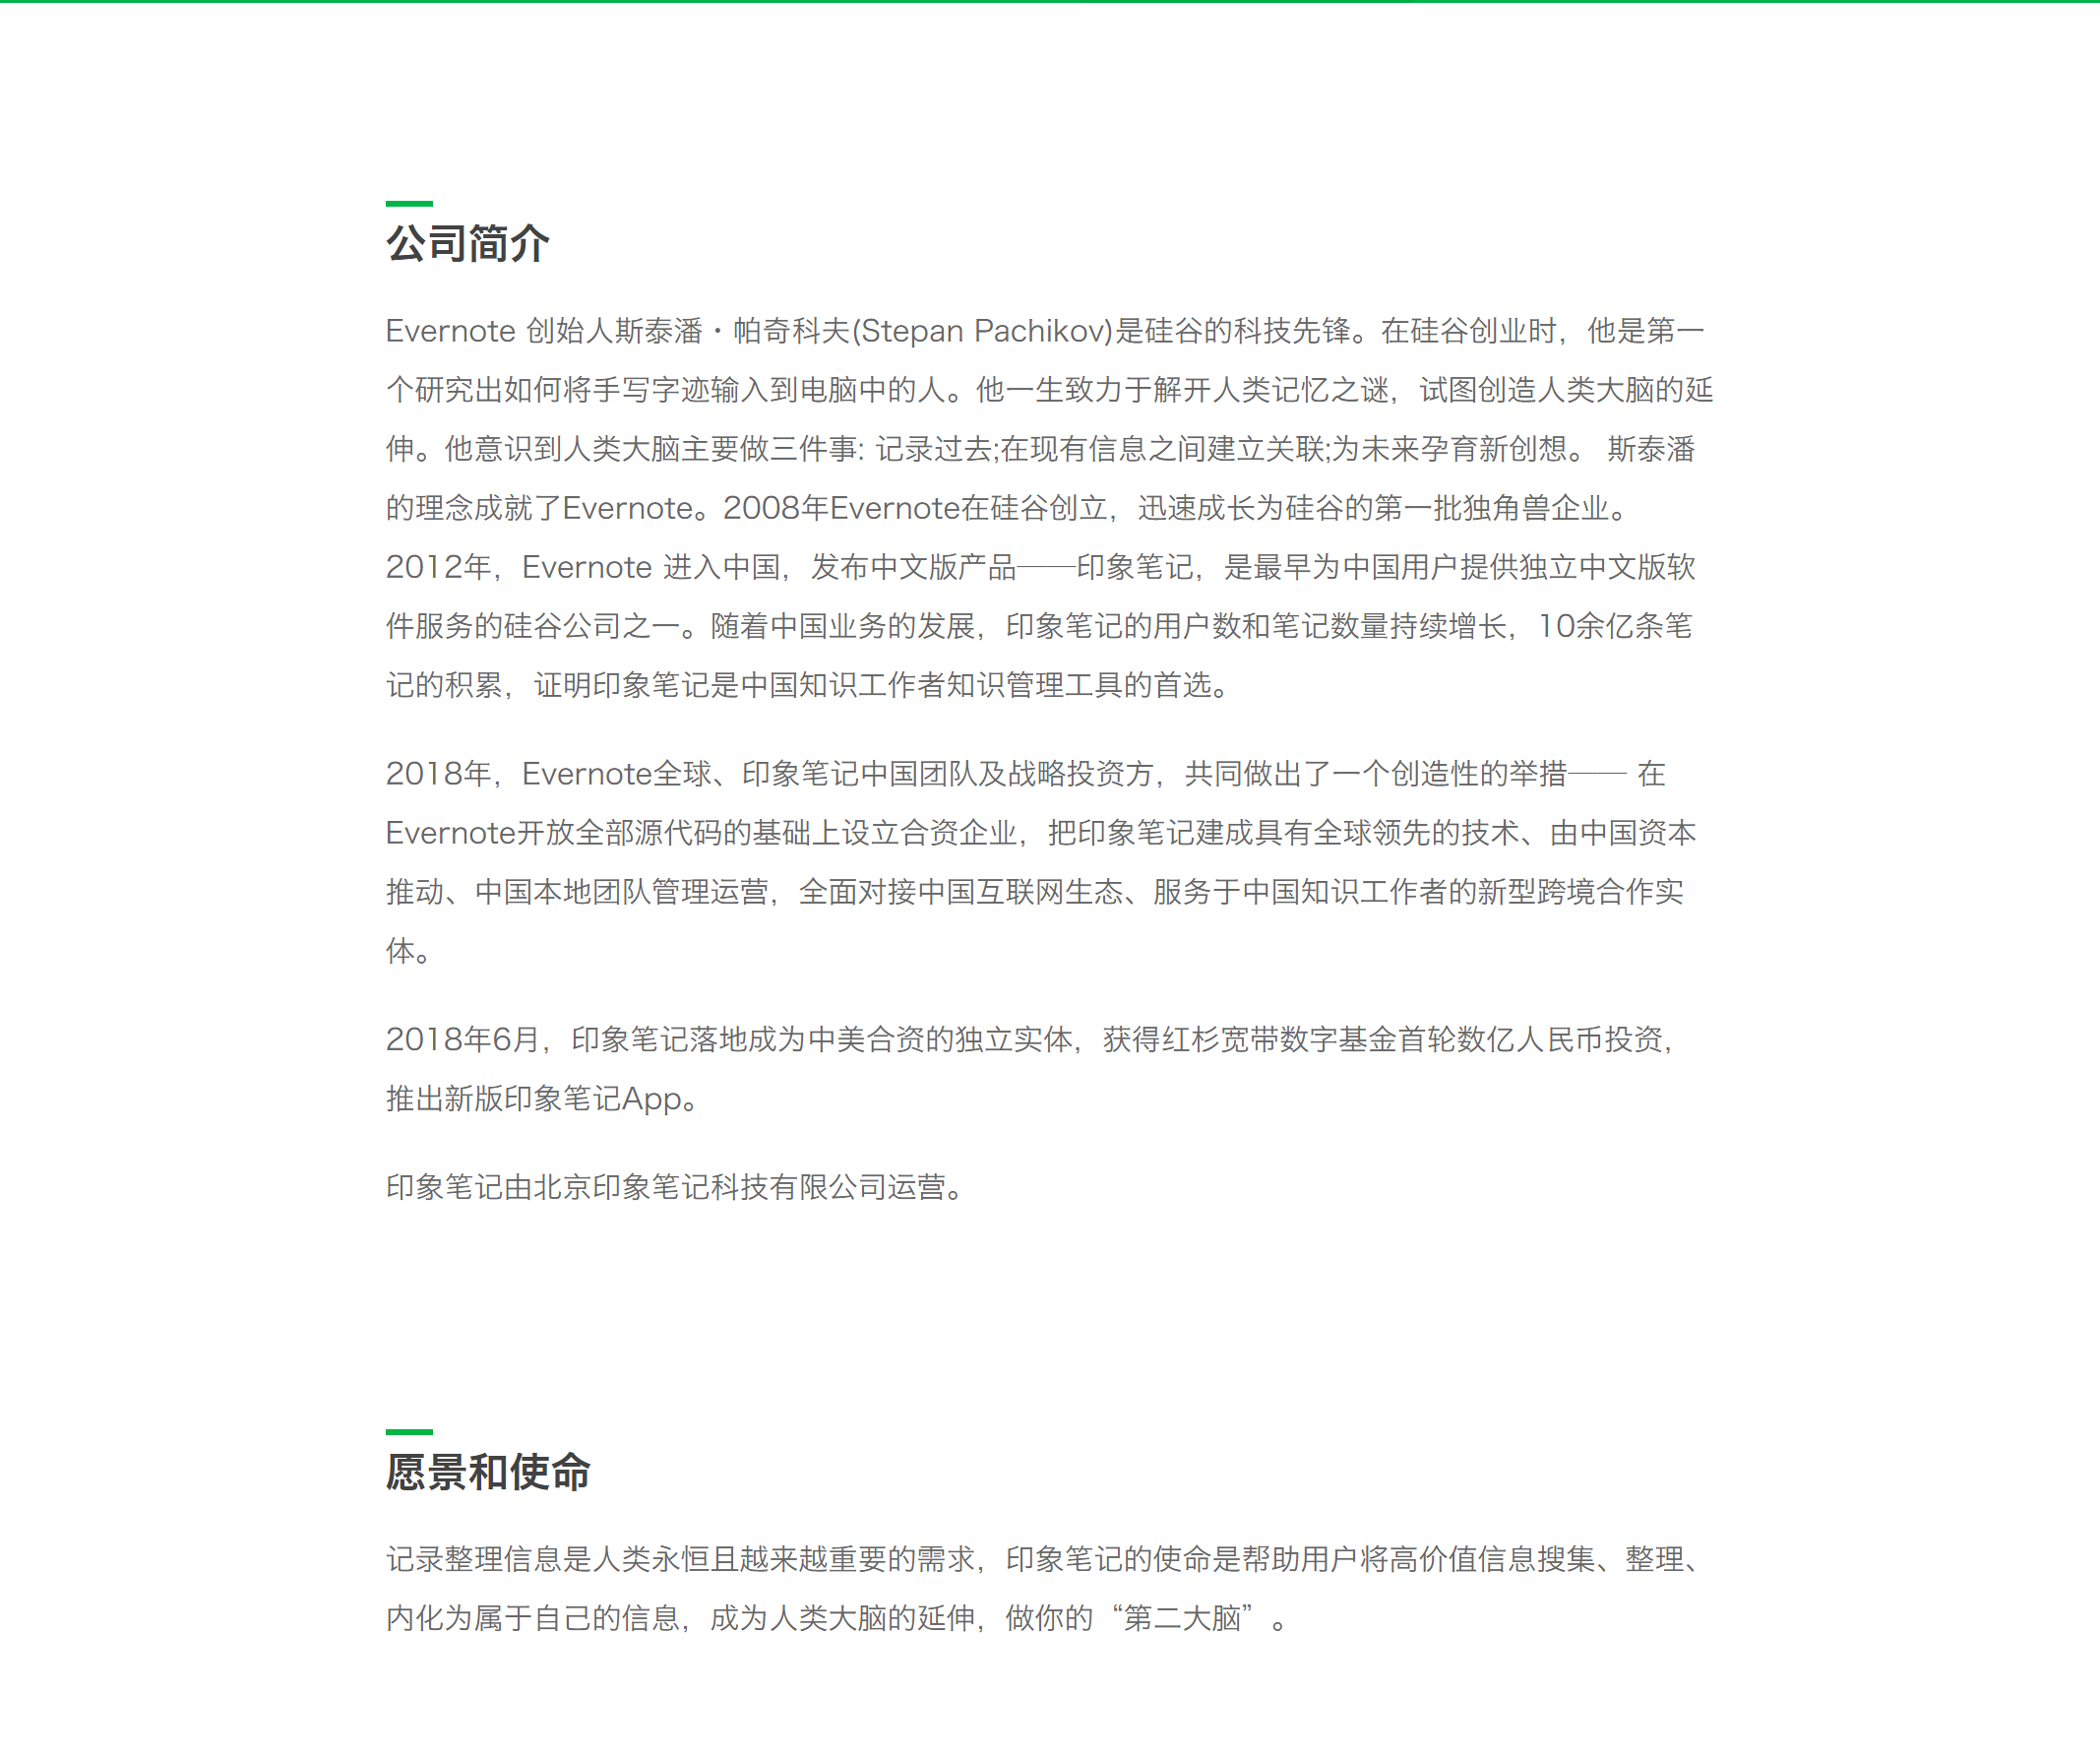 公司简介
Evernote 创始人斯泰潘・帕奇科夫(Stepan Pachikov)是硅谷的科技先锋。在硅谷创业时，他是第一
个研究出如何将手写字迹输入到电脑中的人。他一生致力于解开人类记忆之谜，试图创造人类大脑的延
伸。他意识到人类大脑主要做三件事: 记录过去;在现有信息之间建立关联;为未来孕育新创想。 斯泰潘
的理念成就了Evernote。2008年Evernote在硅谷创立，迅速成长为硅谷的第一批独角兽企业。
2012年，Evernote 进入中国，发布中文版产品——印象笔记，是最早为中国用户提供独立中文版软
件服务的硅谷公司之一。随着中国业务的发展，印象笔记的用户数和笔记数量持续增长，10余亿条笔
记的积累，证明印象笔记是中国知识工作者知识管理工具的首选。
2018年，Evernote全球、印象笔记中国团队及战略投资方，共同做出了一个创造性的举措—— 在
Evernote开放全部源代码的基础上设立合资企业，把印象笔记建成具有全球领先的技术、由中国资本
推动、中国本地团队管理运营，全面对接中国互联网生态、服务于中国知识工作者的新型跨境合作实
体。
2018年6月，印象笔记落地成为中美合资的独立实体，获得红杉宽带数字基金首轮数亿人民币投资，
推出新版印象笔记App。
印象笔记由北京印象笔记科技有限公司运营。
愿景和使命
记录整理信息是人类永恒且越来越重要的需求，印象笔记的使命是帮助用户将高价值信息搜集、整理、
内化为属于自己的信息，成为人类大脑的延伸，做你的“第二大脑”。